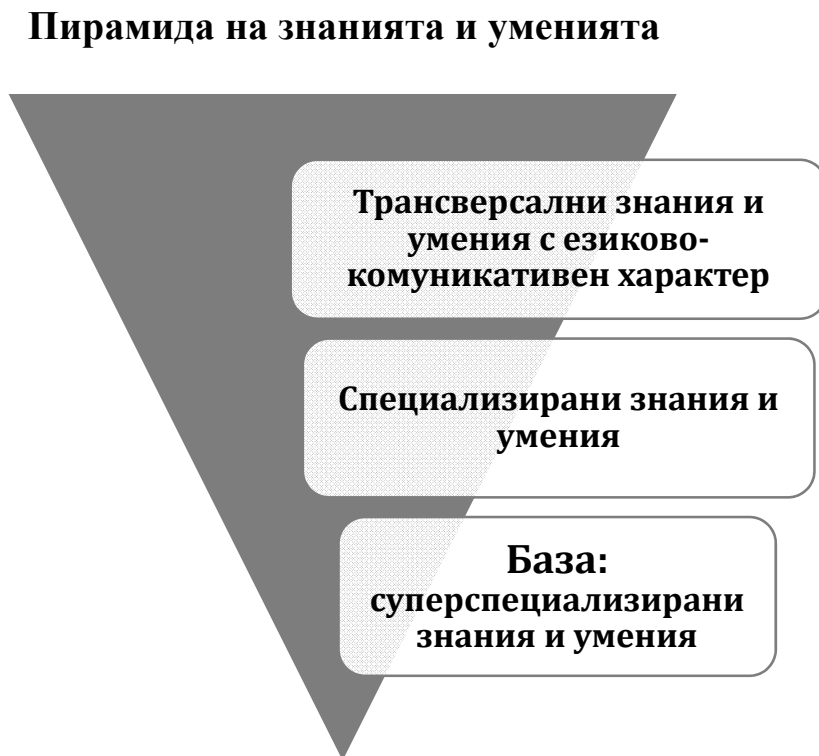 Пирамида на знанията и уменията
Трансверсални знания и
умения с езиково-
комуникативен характер
Специализирани знания и
умения
База:
суперспециализирани
знания и умения